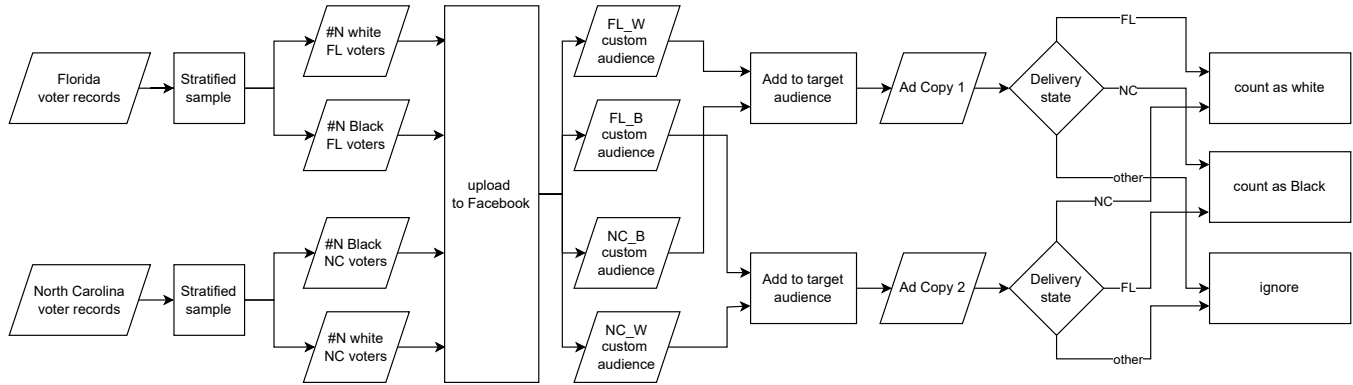 Florida
voter records
Stratified
sample
#N white
FL voters
#N Black
FL voters
North Carolina
voter records
Stratified
sample
#N Black
NC voters
#N white
NC voters
upload
to Facebook
FL_W
custom
audience
FL_B
custom
audience
NC_B
custom
audience
NC_W
custom
audience
Add to target
audience
Ad Copy 1
Delivery
state
FL
NC
other
Add to target
audience
Ad Copy 2
Delivery
state
NC
FL
other
count as white
count as Black
ignore